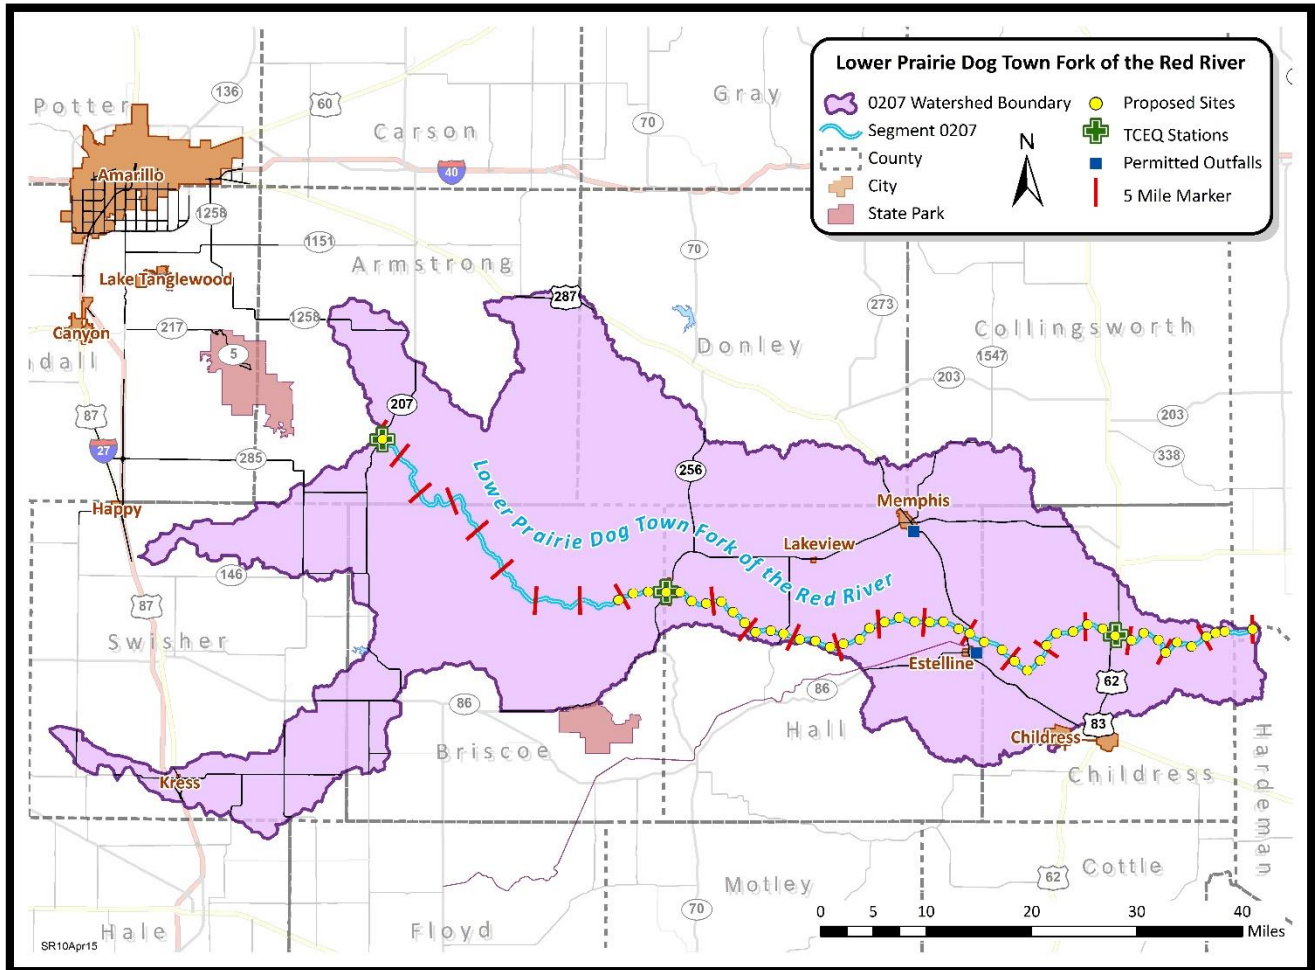 Lower Prairie Dog Town Fork of the Red River
0207 Watershed Boundary
Segment 0207
County
City
State Park
Proposed Sites
TCEQ Stations
Permitted Outfalls
5 Mile Marker
N
Potter
136
60
Carson
Gray
70
40
Amarillo
1258
1151
Armstrong
70
Lake Tanglewood
Canyon
217
1258
287
273
Collingsworth
ndall
5
Donley
1547
203
203
87
207
27
285
338
256
Happy
Memphis
Lakeview
Lower Prairie Dog Town Fork of the Red River
146
87
Swisher
Estelline
62
86
86
Hall
83
Childress
Briscoe
Kress
Childress
Hardeman
Cottle
62
Motley
70
Hale
Floyd
0 5 10 20 30 40
Miles
SR10Apr15